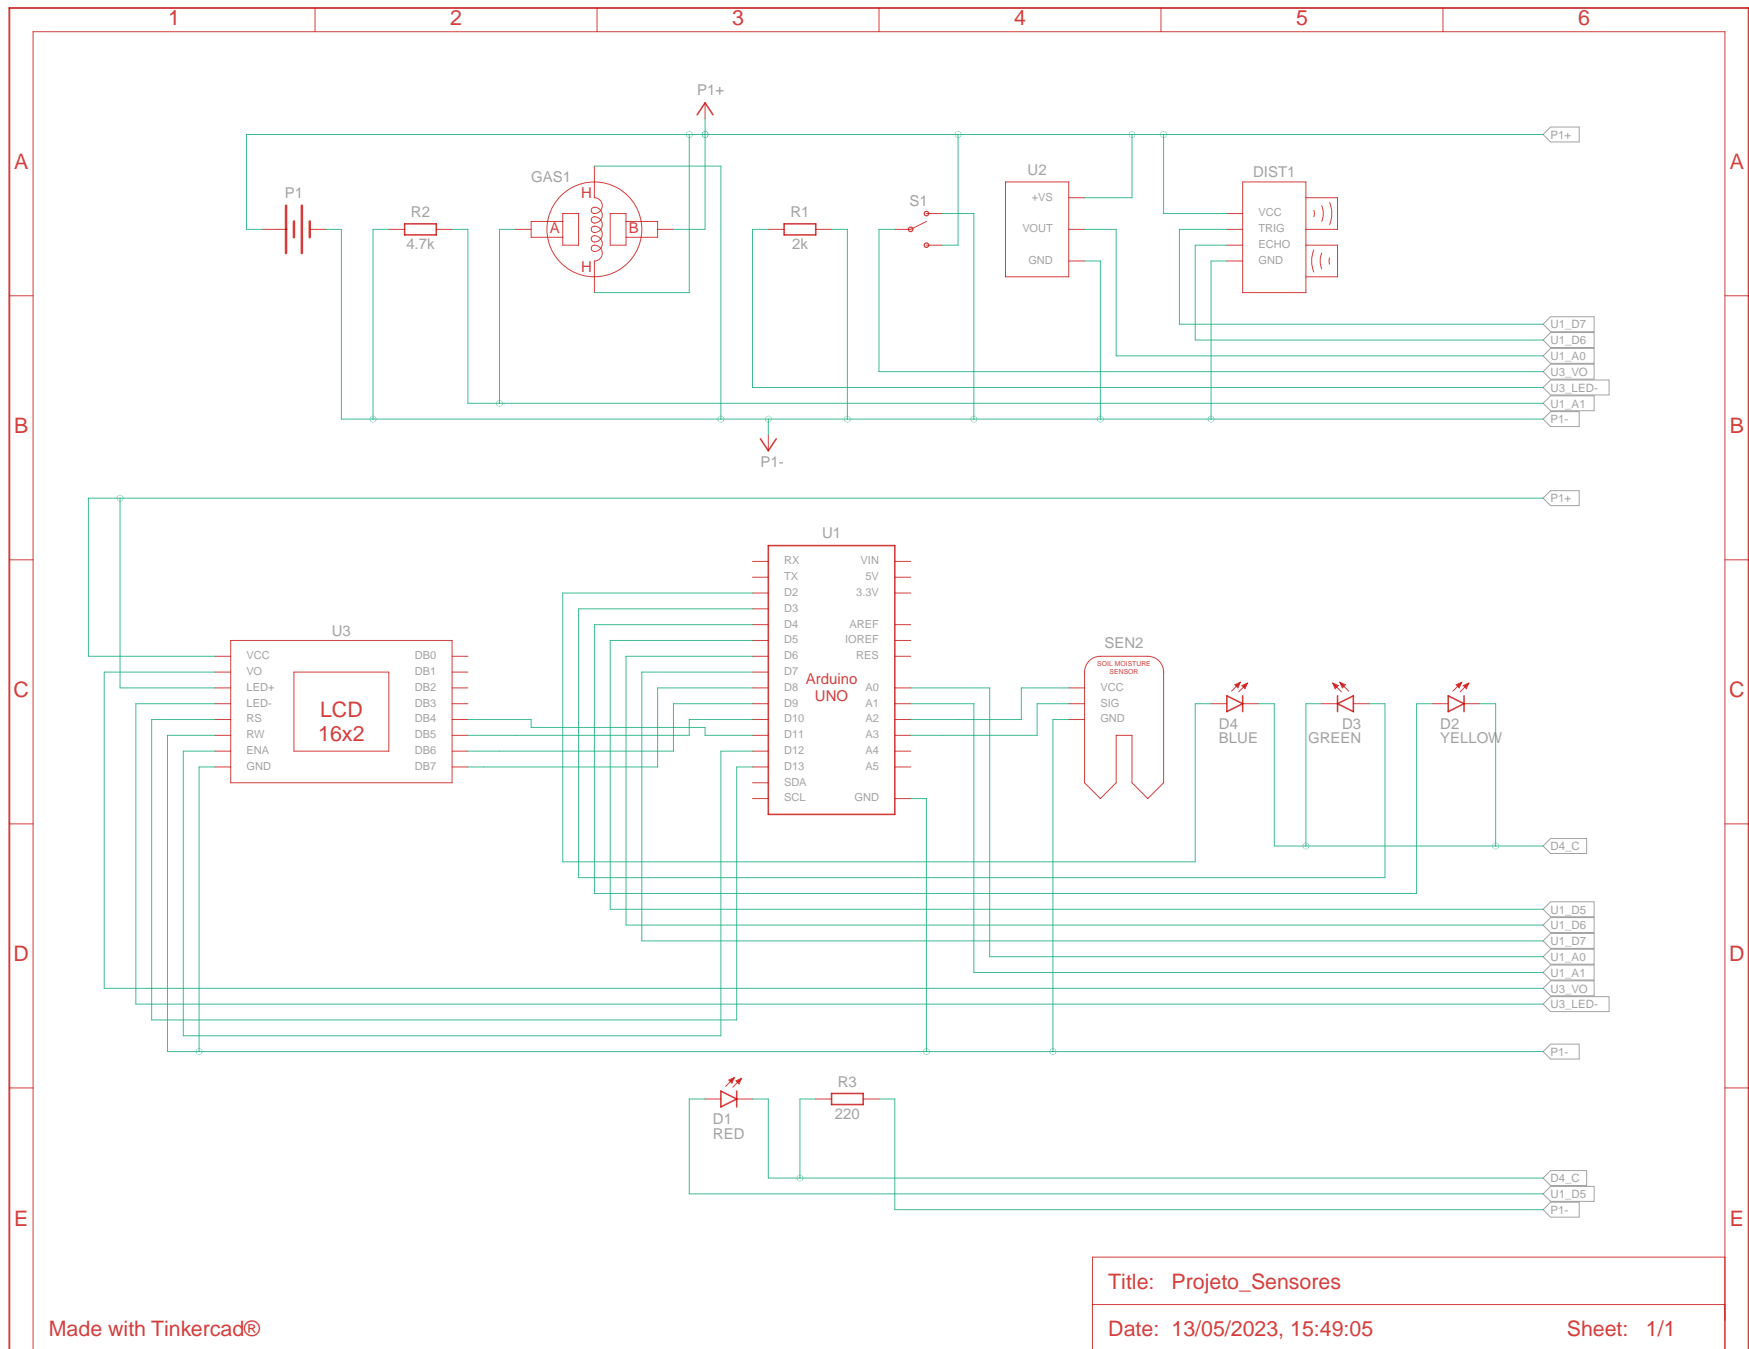 1 2 3 4 5 6
P1+
P1+
A A
GAS1 U2 DIST1
P1 R2 H A B H R1 S1
4.7k 2k
+VS
VOUT
GND
VCC
TRIG
ECHO
GND
U1_D7
U1_D6
U1_A0
U3_VO
U3_LED-
U1_A1
P1-
B B
P1-
P1+
U1
RX VIN
TX 5V
D2 3.3V
D3
D4 AREF
D5 IOREF
D6 RES
D7
D8 A0
D9 A1
D10 A2
D11 A3
D12 A4
D13 A5
SDA
SCL GND
Arduino
UNO
U3
VCC DB0
VO DB1
LED+ DB2
LED- DB3
RS DB4
RW DB5
ENA DB6
GND DB7
LCD
16x2
C C
SEN2
SOIL MOISTURE
SENSOR
VCC
SIG
GND
D4
BLUE
D3
GREEN
D2
YELLOW
D4_C
U1_D5
U1_D6
U1_D7
U1_A0
U1_A1
U3_VO
U3_LED-
P1-
D D
D1
RED
R3
220
D4_C
U1_D5
P1-
E E
Title: Projeto_Sensores
Made with Tinkercad®
Date: 13/05/2023, 15:49:05 Sheet: 1/1